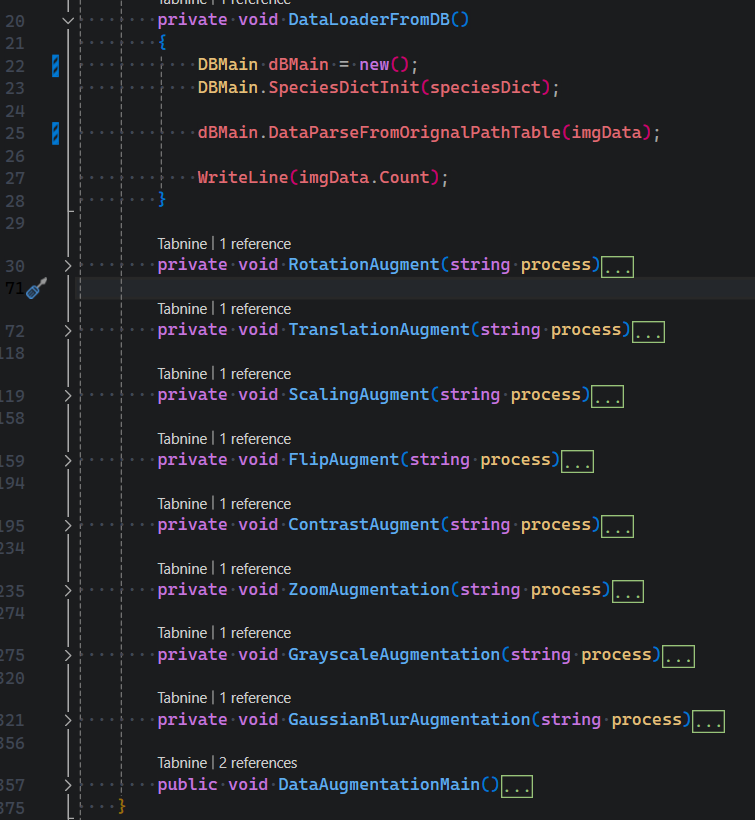 Tabnine | 1 reference
20 private void DataLoaderFromDB()
21 {
22 DBMain dBMain = new();
23 DBMain.SpeciesDictInit(speciesDict);
24
25 dBMain.DataParseFromOrignalPathTable(imgData);
26
27 WriteLine(imgData.Count);
28 }
29
Tabnine | 1 reference
30 private void RotationAugment(string process)...
71
Tabnine | 1 reference
72 private void TranslationAugment(string process)...
118
Tabnine | 1 reference
119 private void ScalingAugment(string process)...
158
Tabnine | 1 reference
159 private void FlipAugment(string process)...
194
Tabnine | 1 reference
195 private void ContrastAugment(string process)...
234
Tabnine | 1 reference
235 private void ZoomAugmentation(string process)...
274
Tabnine | 1 reference
275 private void GrayscaleAugmentation(string process)...
320
Tabnine | 1 reference
321 private void GaussianBlurAugmentation(string process)...
356
Tabnine | 2 references
357 public void DataAugmentationMain()...
375 }